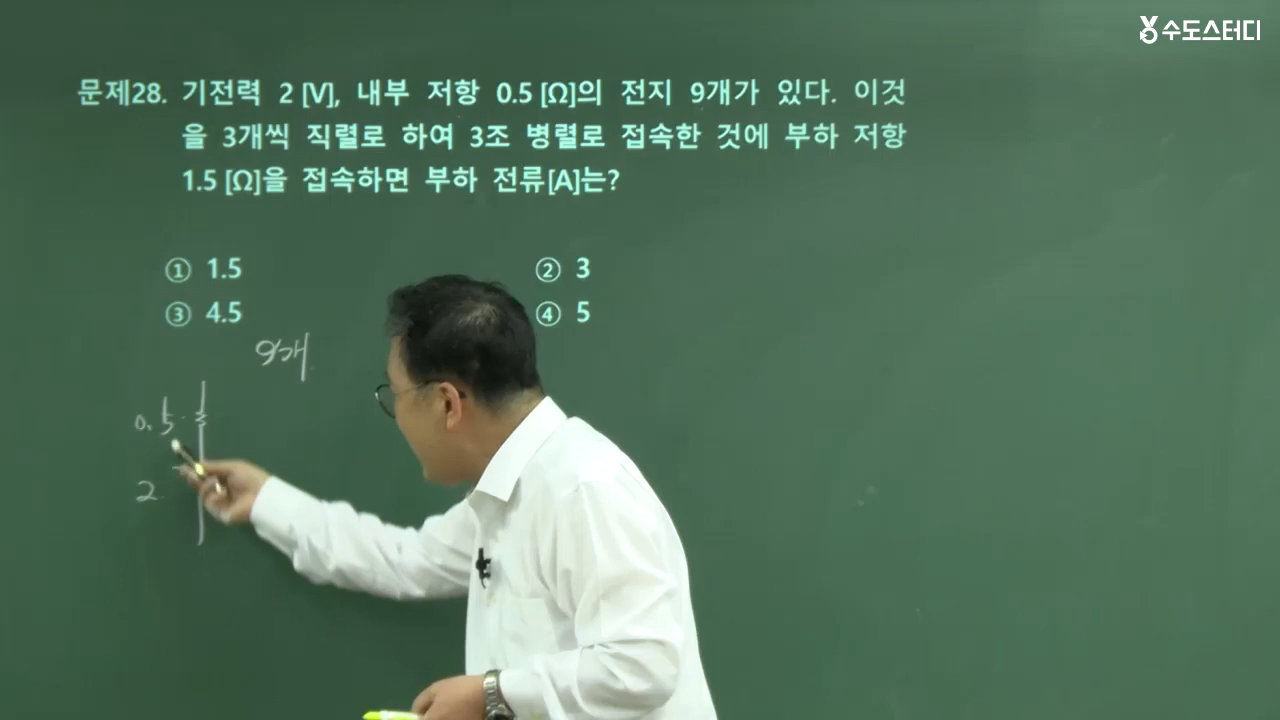 수도스터디
문제28. 기전력 2 [V], 내부 저항 0.5 [Ω]의 전지 9개가 있다. 이것
을 3개씩 직렬로 하여 3조 병렬로 접속한 것에 부하 저항
1.5 [Ω]을 접속하면 부하 전류[A]는?
① 1.5 ② 3
③ 4.5 ④ 5
9개
0.5
2